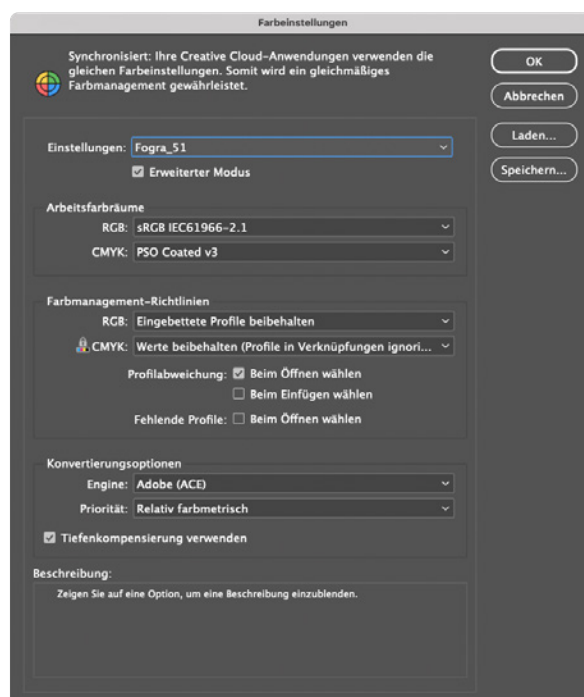 Farbeinstellungen
Synchronisiert: Ihre Creative Cloud-Anwendungen verwenden die
gleichen Farbeinstellungen. Somit wird ein gleichmäßiges
Farbmanagement gewährleistet.
OK
Abbrechen
Laden...
Speichern...
Einstellungen: Fogra_51
Erweiterter Modus
Arbeitsfarbräume
RGB: sRGB IEC61966-2.1
CMYK: PSO Coated v3
Farbmanagement-Richtlinien
RGB: Eingebettete Profile beibehalten
CMYK: Werte beibehalten (Profile in Verknüpfungen ignori...
Profilabweichung: Beim Öffnen wählen
Beim Einfügen wählen
Fehlende Profile: Beim Öffnen wählen
Konvertierungsoptionen
Engine: Adobe (ACE)
Priorität: Relativ farbmetrisch
Tiefenkompensierung verwenden
Beschreibung:
Zeigen Sie auf eine Option, um eine Beschreibung einzublenden.